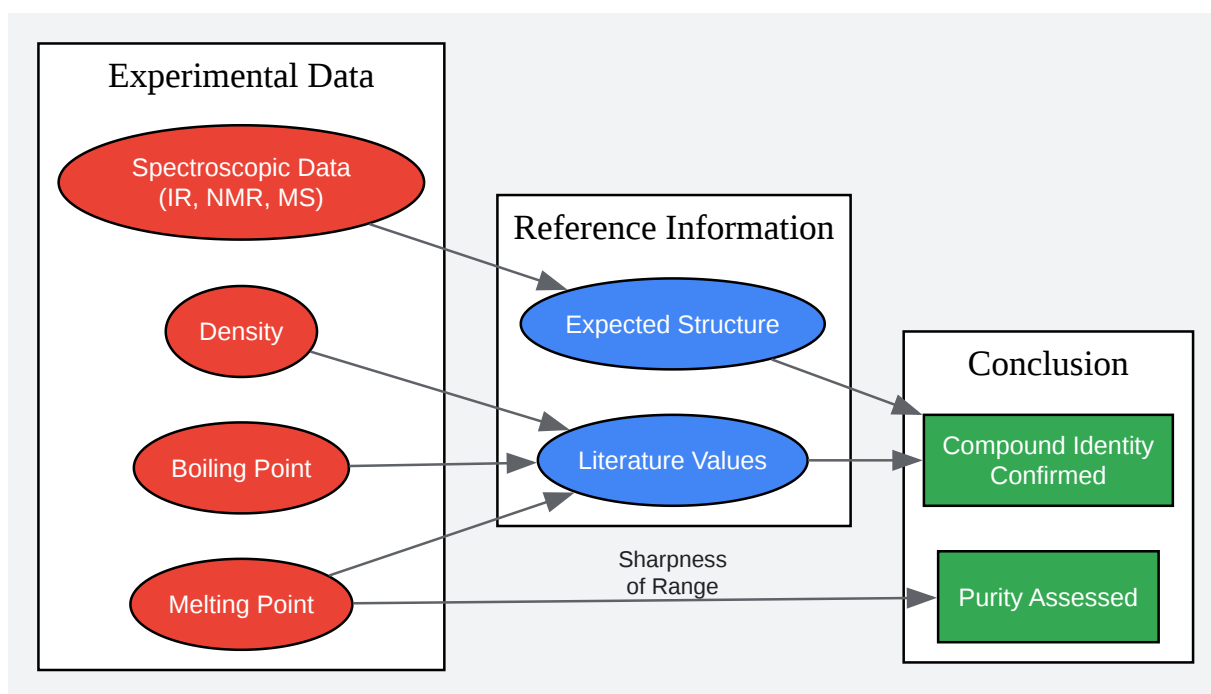 Experimental Data
Spectroscopic Data
(IR, NMR, MS)
Density
Boiling Point
Melting Point
Reference Information
Expected Structure
Literature Values
Sharpness
of Range
Conclusion
Compound Identity
Confirmed
Purity Assessed